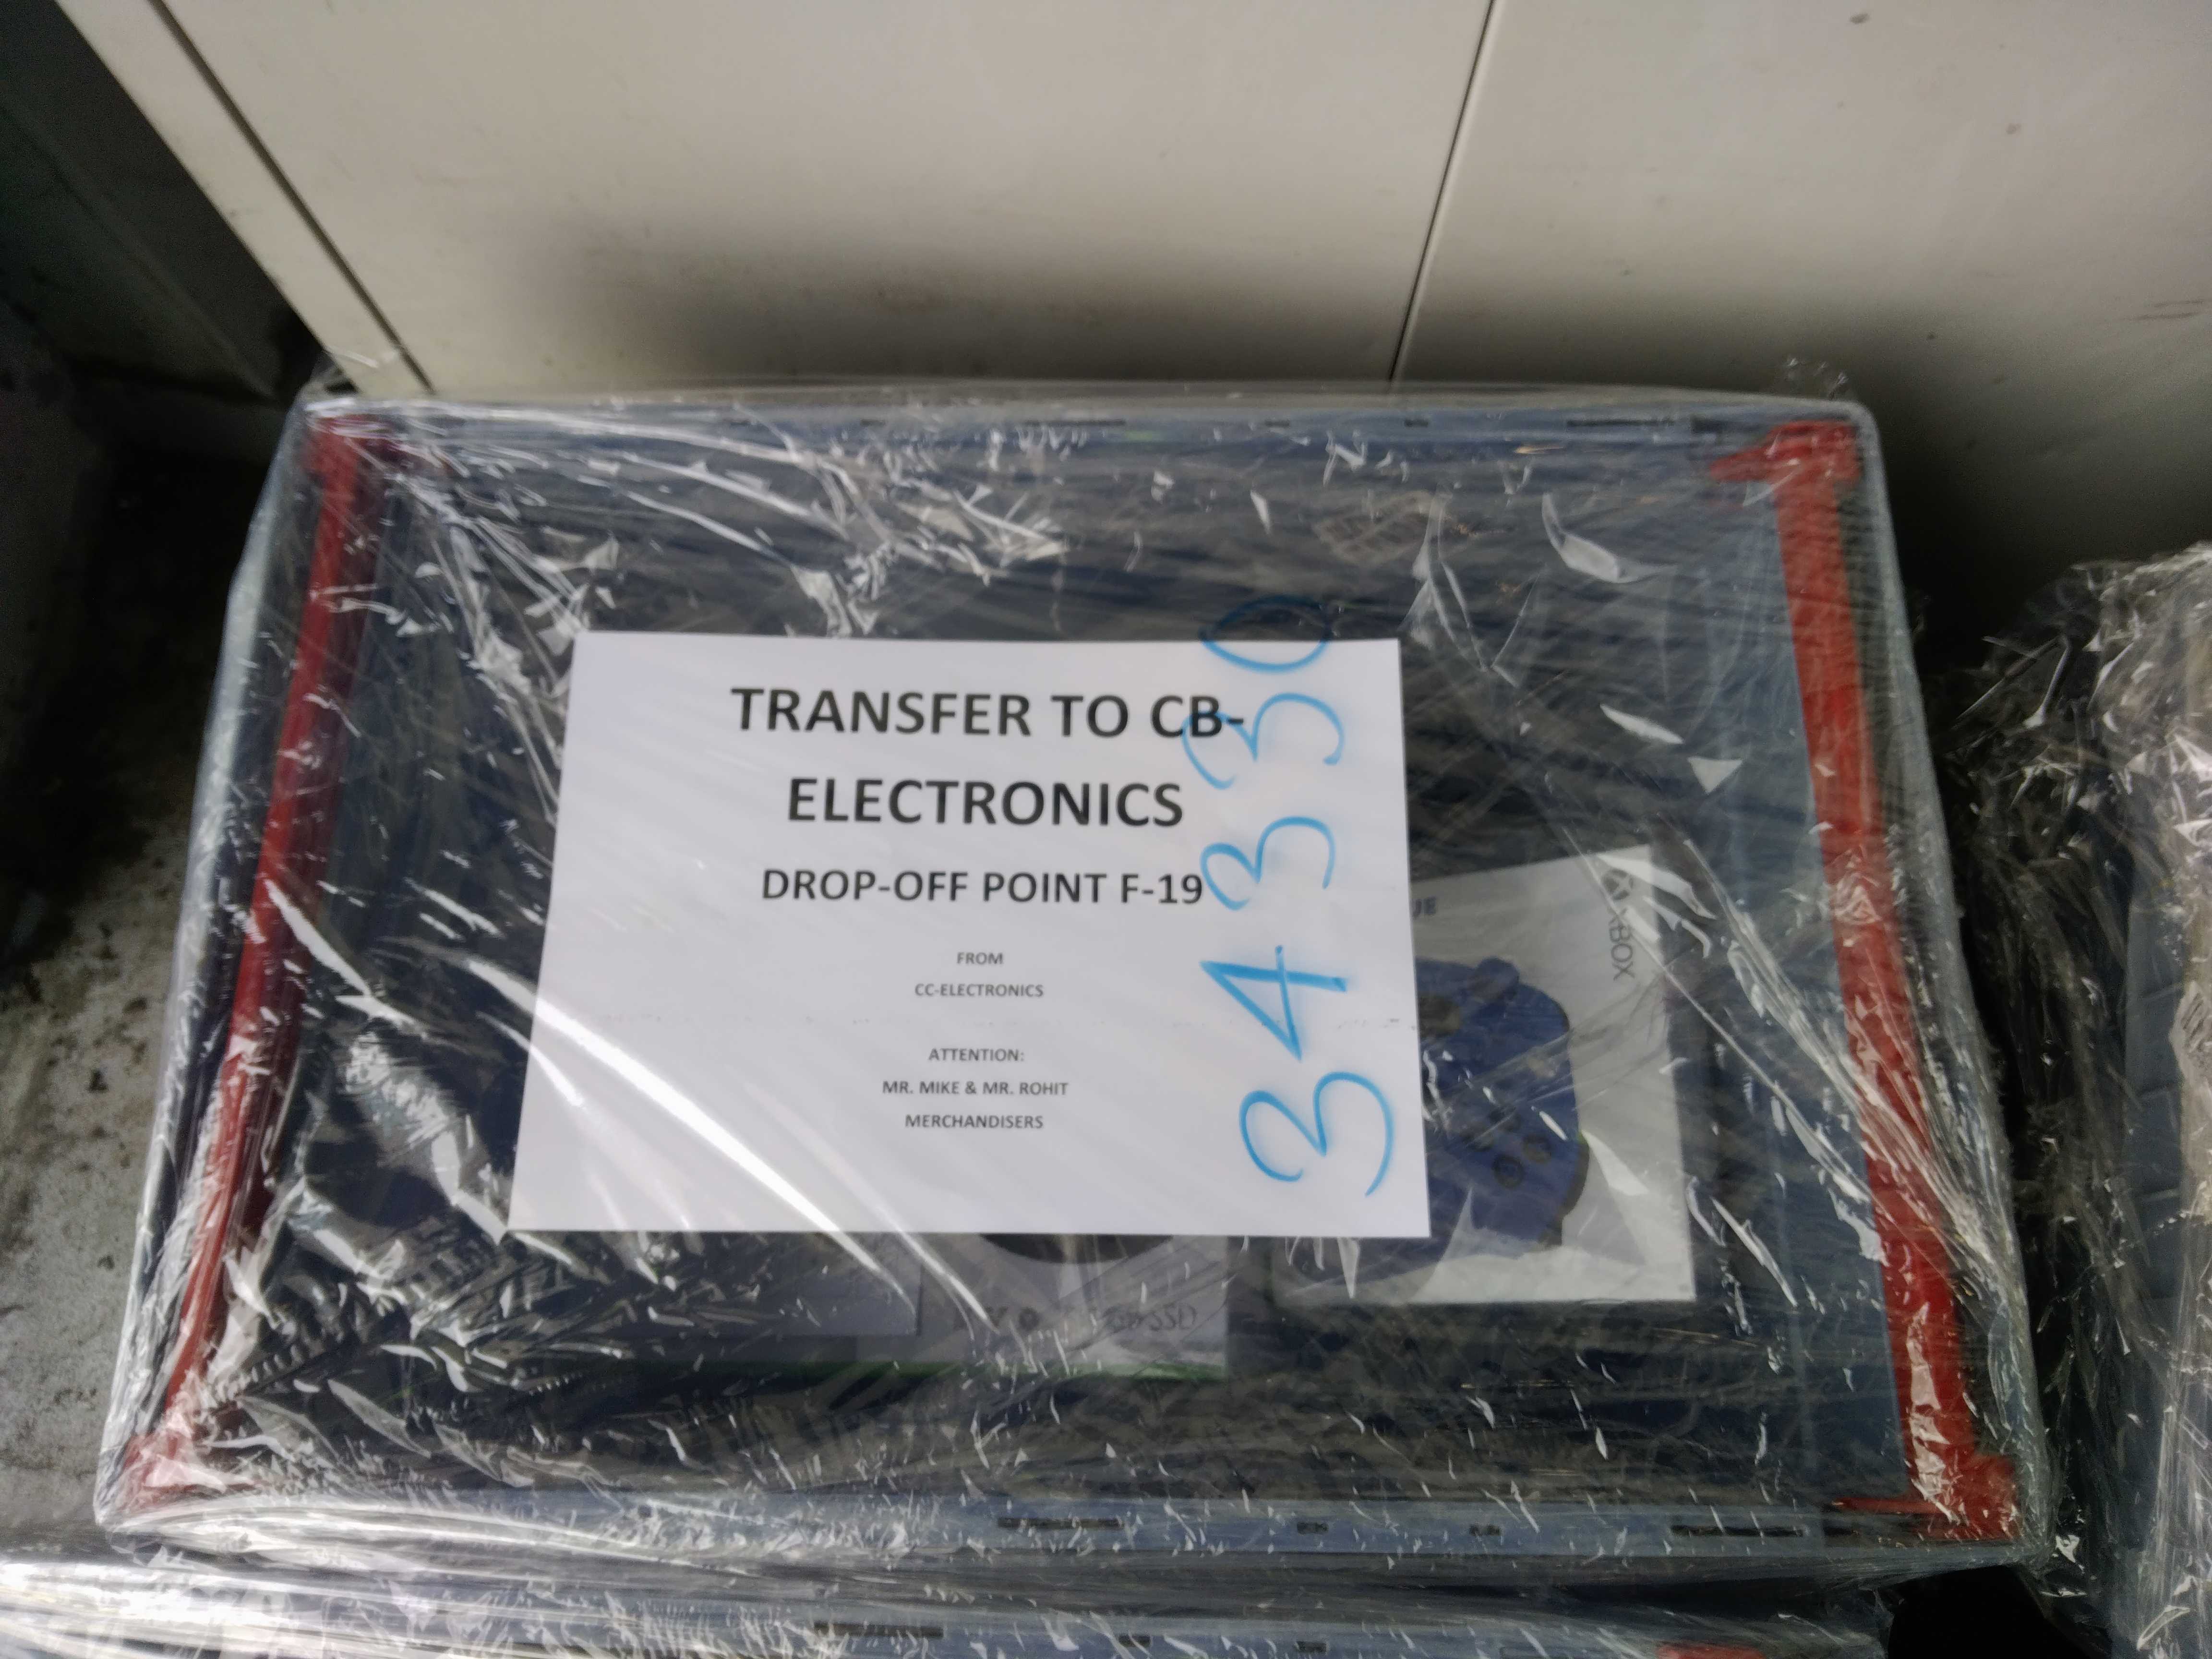 TRANSFER TO CB-
ELECTRONICS
DROP-OFF POINT F-19
FROM
CC-ELECTRONICS
ATTENTION:
MR. MIKE & MR. ROHIT
MERCHANDISERS
34330
XBOX